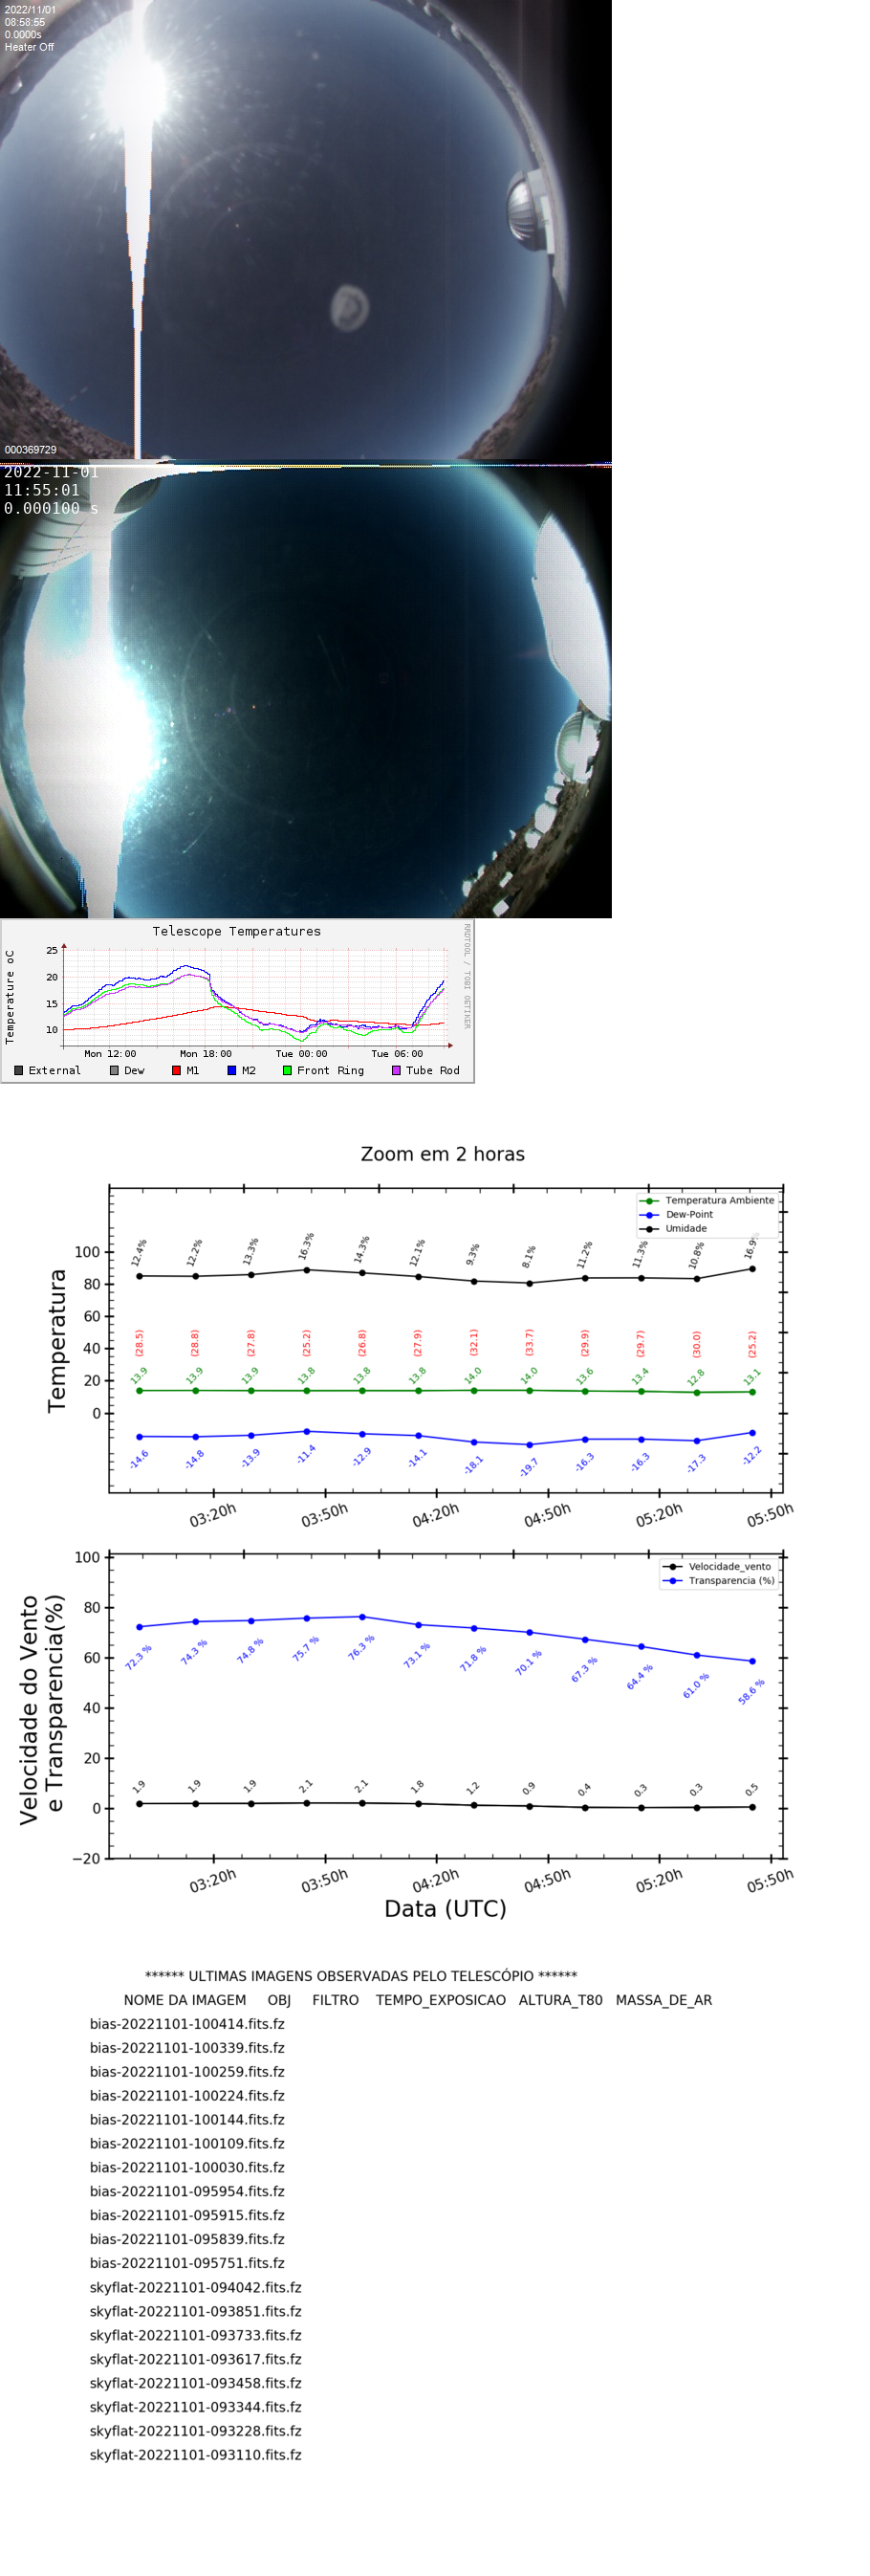 2022/11/01
08:58:55
0.0000s
Heater Off
000369729
2022-11-01
11:55:01
0.000100 s
Telescope Temperatures
RRDTOOL / TOBI OETIKER
Temperature oC
25
20
15
10
Mon 12:00 Mon 18:00 Tue 00:00 Tue 06:00
External Dew M1 M2 Front Ring Tube Rod
Zoom em 2 horas
Temperatura Ambiente
Dew-Point
Umidade
Temperatura
100
80
60
40
20
0
12.4% 12.2% 13.3% 16.3% 14.3% 12.1% 9.3% 8.1% 11.2% 11.3% 10.8% 16.9%
(28.5) (28.8) (27.8) (25.2) (26.8) (27.9) (32.1) (33.7) (29.9) (29.7) (30.0) (25.2)
13.9 13.9 13.9 13.8 13.8 13.8 14.0 14.0 13.6 13.4 12.8 13.1
-14.6 -14.8 -13.9 -11.4 -12.9 -14.1 -18.1 -19.7 -16.3 -16.3 -17.3 -12.2
03:20h 03:50h 04:20h 04:50h 05:20h 05:50h
Velocidade_vento
Transparencia (%)
Velocidade do Vento
e Transparencia(%)
100
80
60
40
20
0
−20
72.3 % 74.3 % 74.8 % 75.7 % 76.3 % 73.1 % 71.8 % 70.1 % 67.3 % 64.4 % 61.0 % 58.6 %
1.9 1.9 1.9 2.1 2.1 1.8 1.2 0.9 0.4 0.3 0.3 0.5
03:20h 03:50h 04:20h 04:50h 05:20h 05:50h
Data (UTC)
****** ULTIMAS IMAGENS OBSERVADAS PELO TELESCÓPIO ******
NOME DA IMAGEM OBJ FILTRO TEMPO_EXPOSICAO ALTURA_T80 MASSA_DE_AR
bias-20221101-100414.fits.fz
bias-20221101-100339.fits.fz
bias-20221101-100259.fits.fz
bias-20221101-100224.fits.fz
bias-20221101-100144.fits.fz
bias-20221101-100109.fits.fz
bias-20221101-100030.fits.fz
bias-20221101-095954.fits.fz
bias-20221101-095915.fits.fz
bias-20221101-095839.fits.fz
bias-20221101-095751.fits.fz
skyflat-20221101-094042.fits.fz
skyflat-20221101-093851.fits.fz
skyflat-20221101-093733.fits.fz
skyflat-20221101-093617.fits.fz
skyflat-20221101-093458.fits.fz
skyflat-20221101-093344.fits.fz
skyflat-20221101-093228.fits.fz
skyflat-20221101-093110.fits.fz